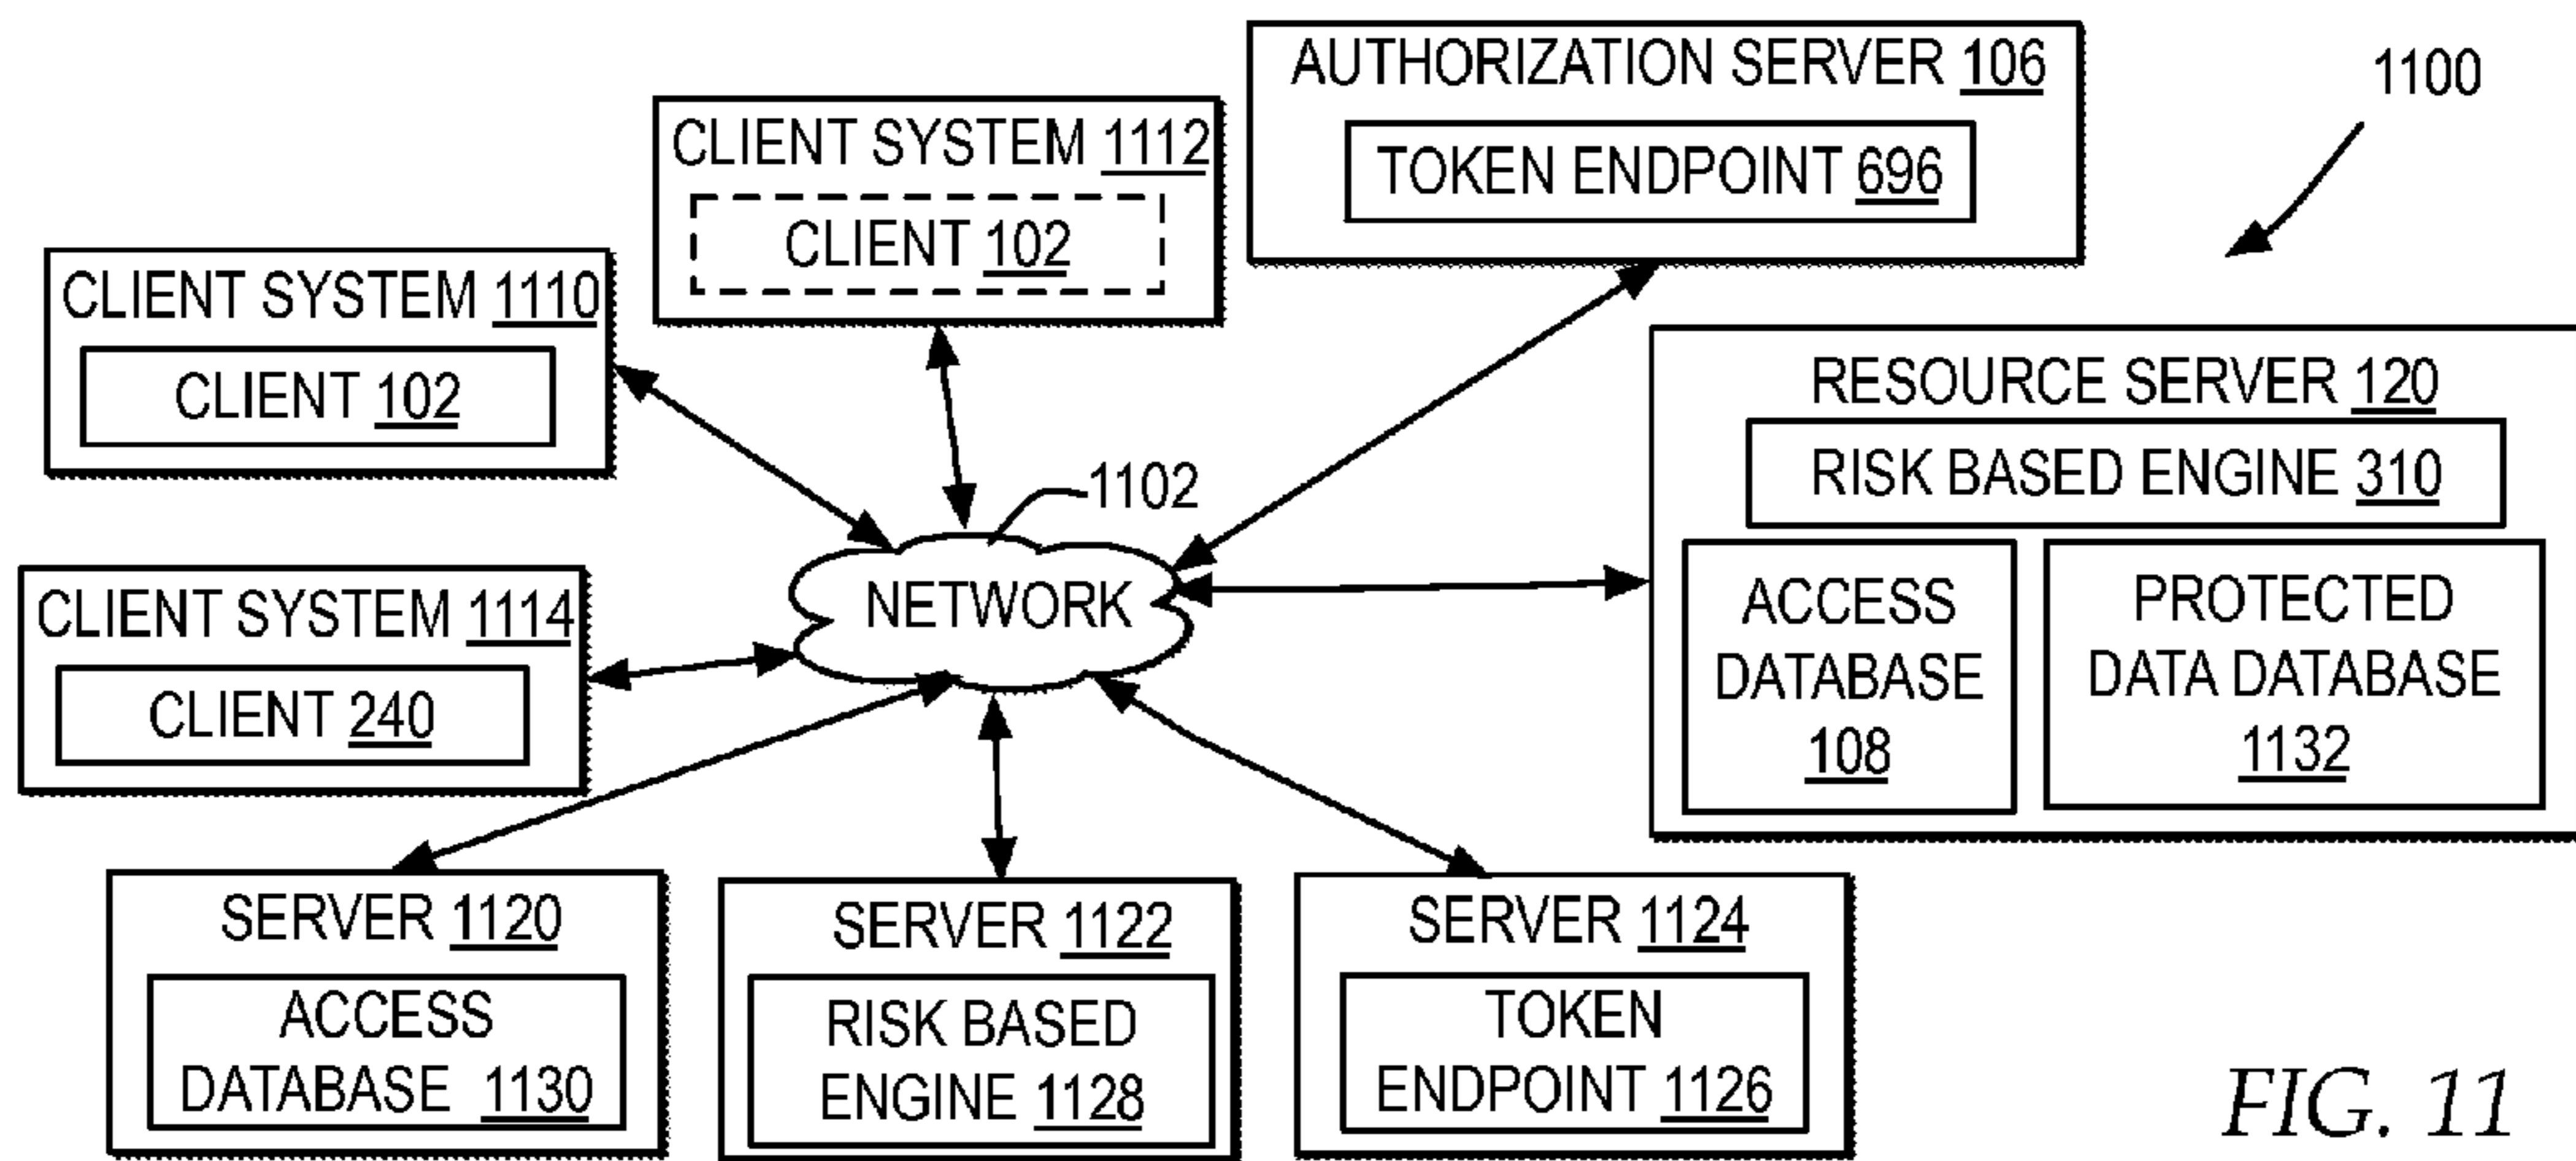 AUTHORIZATION SERVER 106
TOKEN ENDPOINT 696
1100
CLIENT SYSTEM 1112
CLIENT 102
CLIENT SYSTEM 1110
CLIENT 102
RESOURCE SERVER 120
RISK BASED ENGINE 310
ACCESS
DATABASE
108
PROTECTED
DATA DATABASE
1132
1102
NETWORK
CLIENT SYSTEM 1114
CLIENT 240
SERVER 1120
ACCESS
DATABASE 1130
SERVER 1122
RISK BASED
ENGINE 1128
SERVER 1124
TOKEN
ENDPOINT 1126
FIG. 11